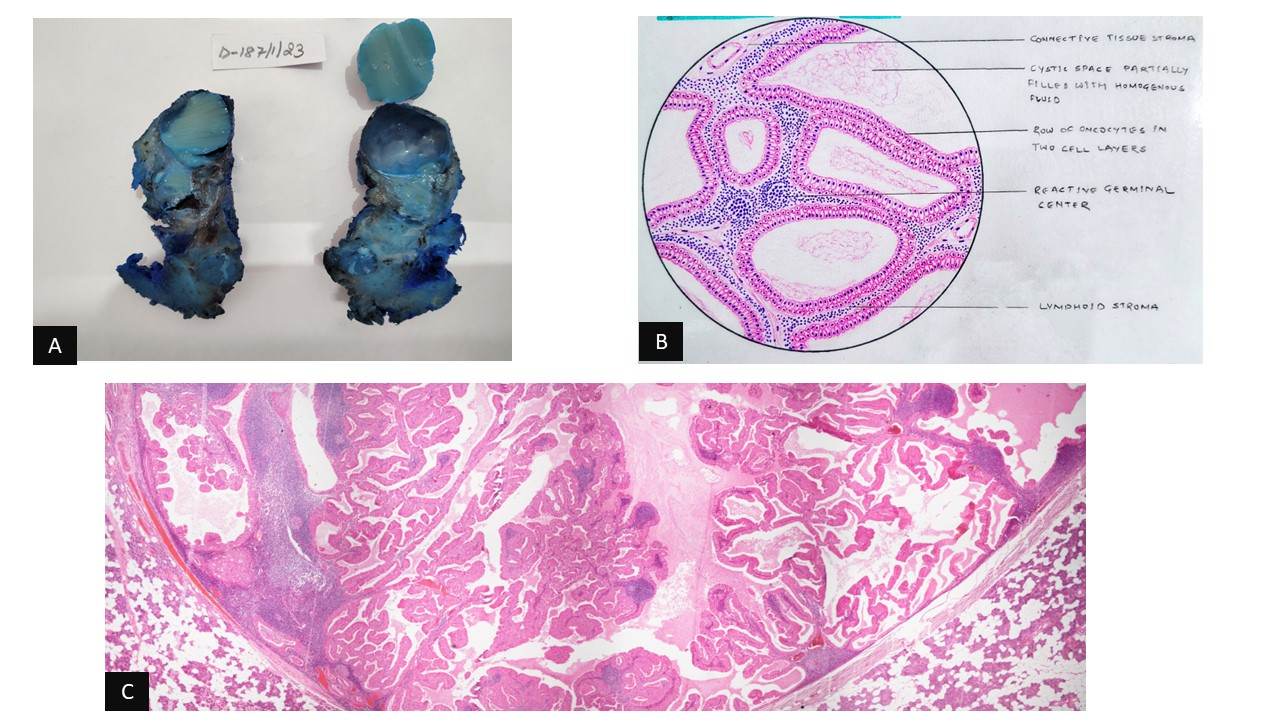 D-187/1/23
A
CONNECTIVE TISSUE STROMA
CYSTIC SPACE PARTIALLY
FILLED WITH HOMOGENOUS
FLUID
ROW OF ONCOCYTES IN
TWO CELL LAYERS
REACTIVE GERMINAL
CENTER
LYMPHOID STROMA
B
C